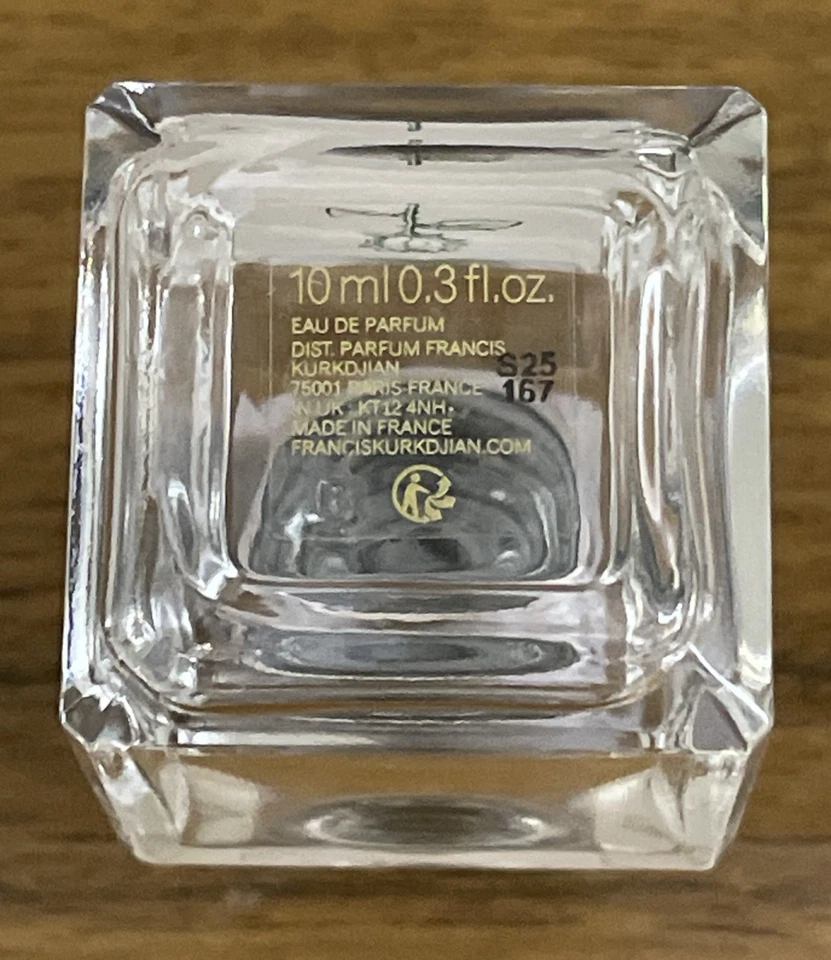 10 ml 0.3 fl.oz.
EAU DE PARFUM
DIST. PARFUM FRANCIS
KURKDJIAN
75001 PARIS FRANCE
IN UK : KT12 4NH •
MADE IN FRANCE
FRANCISKURKDJIAN.COM
S25
167